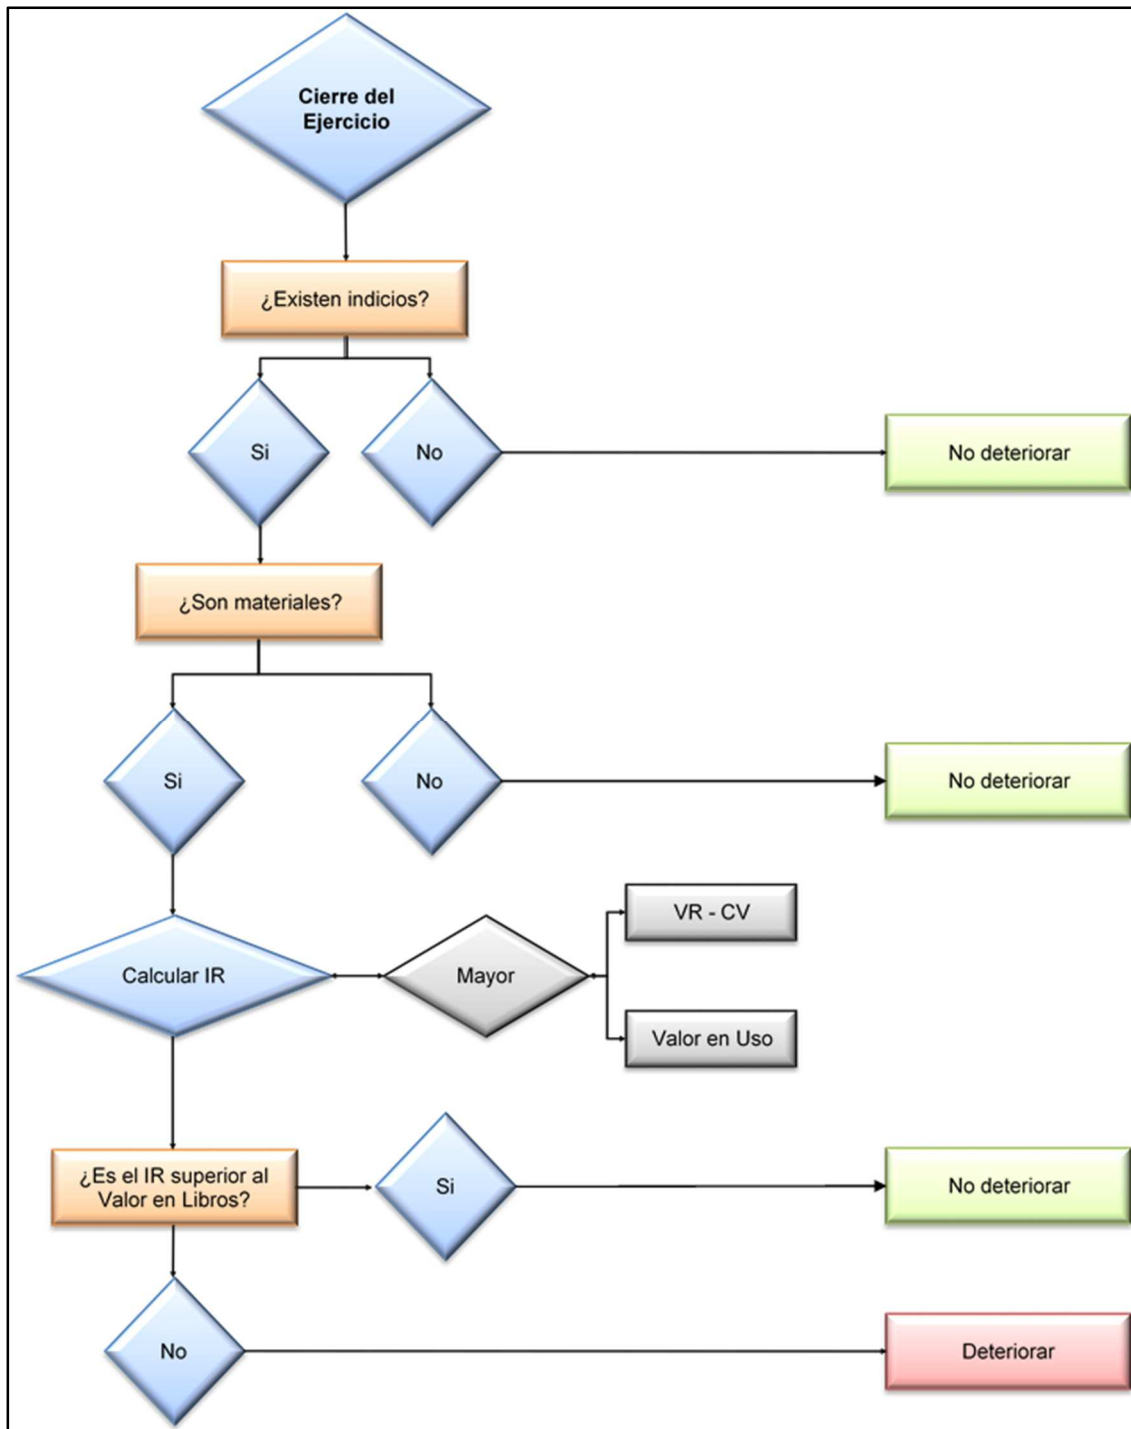 Cierre del
Ejercicio
¿Existen indicios?
Si
No
No deteriorar
¿Son materiales?
Si
No
No deteriorar
VR - CV
Calcular IR
Mayor
Valor en Uso
¿Es el IR superior al
Valor en Libros?
Si
No deteriorar
No
Deteriorar